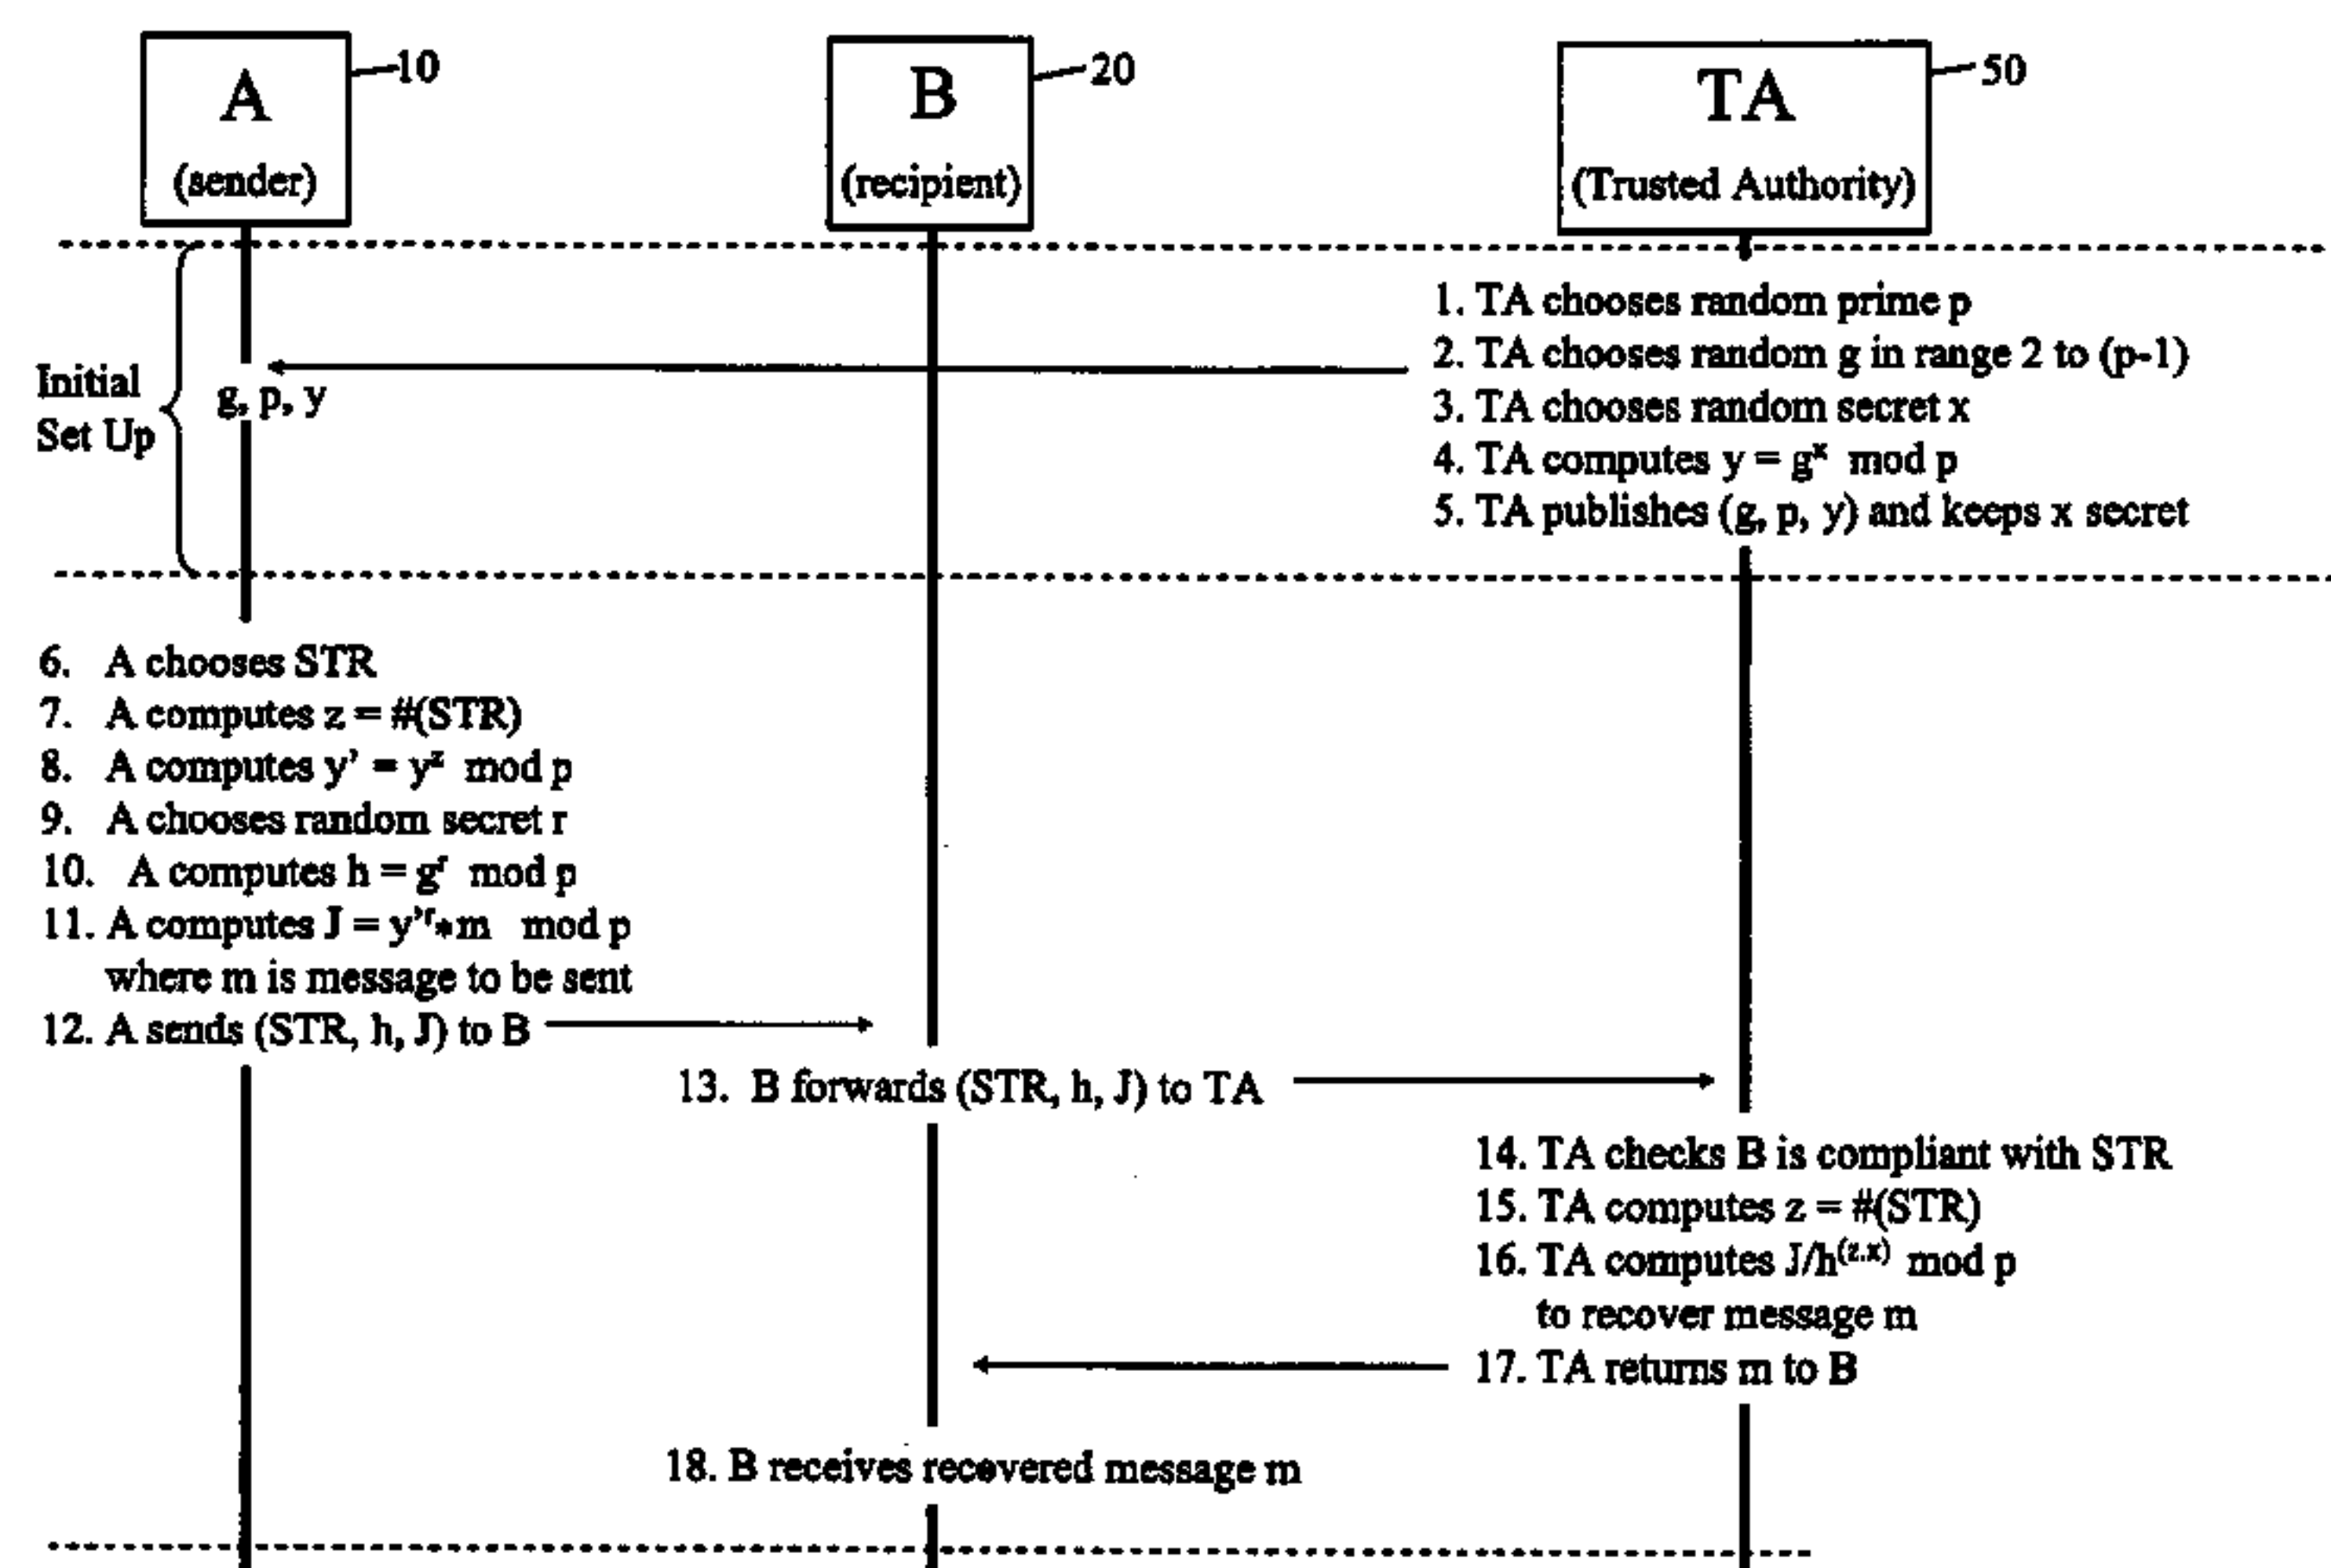 A
(sender)
10
B
(recipient)
20
TA
(Trusted Authority)
50
Initial
Set Up
g, p, y
1. TA chooses random prime p
2. TA chooses random g in range 2 to (p-1)
3. TA chooses random secret x
4. TA computes y = gˣ mod p
5. TA publishes (g, p, y) and keeps x secret
6. A chooses STR
7. A computes z = #(STR)
8. A computes y’ = yᶻ mod p
9. A chooses random secret r
10. A computes h = gʳ mod p
11. A computes J = y’ʳ*m mod p
where m is message to be sent
12. A sends (STR, h, J) to B
13. B forwards (STR, h, J) to TA
14. TA checks B is compliant with STR
15. TA computes z = #(STR)
16. TA computes J/h⁽ᶻ·ˣ⁾ mod p
to recover message m
17. TA returns m to B
18. B receives recovered message m